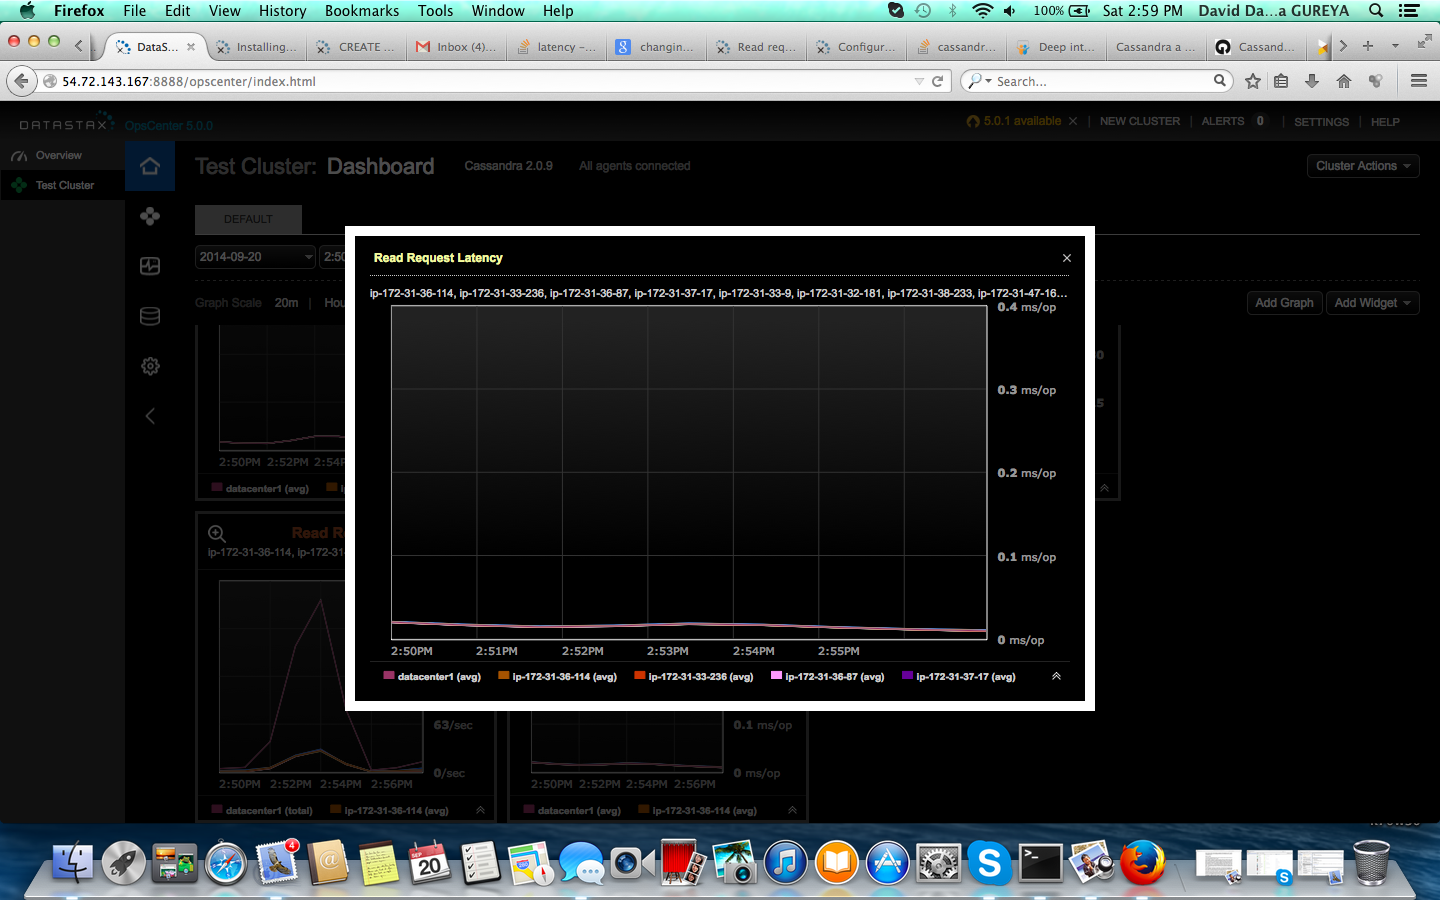 Firefox File Edit View History Bookmarks Tools Window Help 100% Sat 2:59 PM David Da...a GUREYA
DataS... Installing... CREATE Inbox (4)... latency –... changin... Read req... Configur... cassandr... Deep int... Cassandra a ... Cassand...
54.72.143.167:8888/opscenter/index.html Search...
DATASTAX OpsCenter 5.0.0 5.0.1 available NEW CLUSTER ALERTS 0 SETTINGS HELP
Overview
Test Cluster
Test Cluster: Dashboard Cassandra 2.0.9 All agents connected Cluster Actions
DEFAULT
2014-09-20 2:50
Graph Scale 20m Hou Add Graph Add Widget
Read Request Latency
ip-172-31-36-114, ip-172-31-33-236, ip-172-31-36-87, ip-172-31-37-17, ip-172-31-33-9, ip-172-31-32-181, ip-172-31-38-233, ip-172-31-47-16...
0.4 ms/op
0.3 ms/op
0.2 ms/op
0.1 ms/op
0 ms/op
2:50PM 2:51PM 2:52PM 2:53PM 2:54PM 2:55PM
datacenter1 (avg) ip-172-31-36-114 (avg) ip-172-31-33-236 (avg) ip-172-31-36-87 (avg) ip-172-31-37-17 (avg)
2:50PM 2:52PM 2:54P
datacenter1 (avg)
Read R
ip-172-31-36-114, ip-172-31
63/sec
0/sec
2:50PM 2:52PM 2:54PM 2:56PM
datacenter1 (total) ip-172-31-36-114 (avg)
0.1 ms/op
0 ms/op
2:50PM 2:52PM 2:54PM 2:56PM
datacenter1 (avg) ip-172-31-36-114 (avg)
4
SEP
20